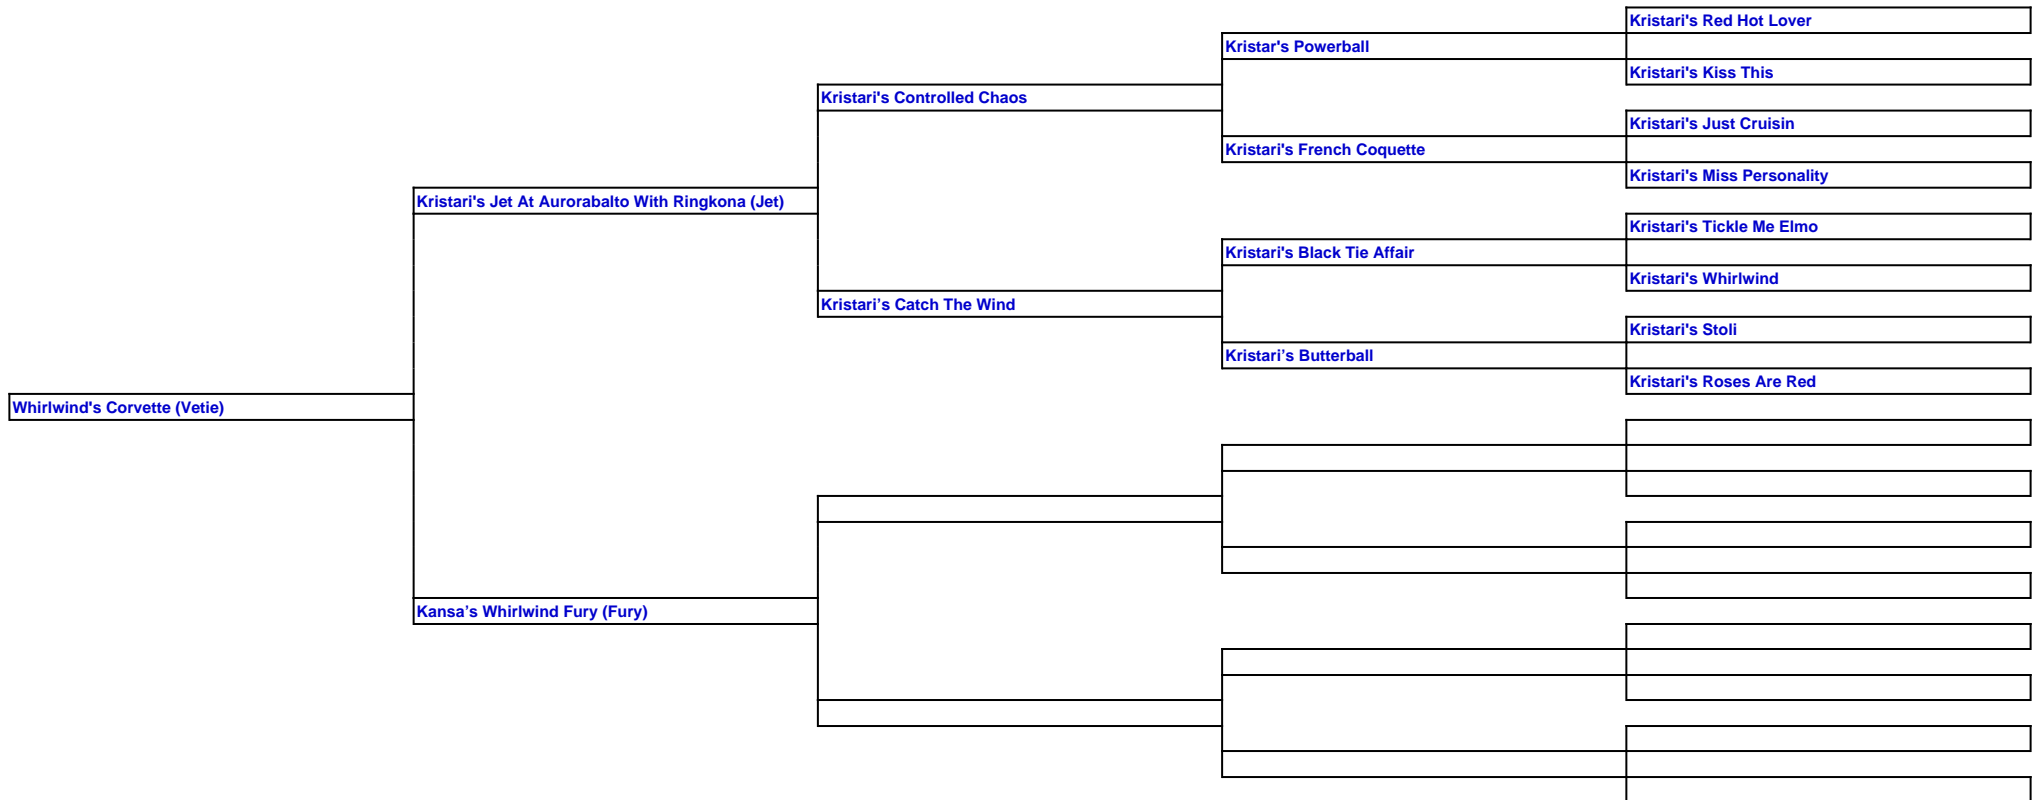 Kristari's Red Hot Lover
Kristar's Powerball
Kristari's Kiss This
Kristari's Controlled Chaos
Kristari's Just Cruisin
Kristari's French Coquette
Kristari's Miss Personality
Kristari's Jet At Aurorabalto With Ringkona (Jet)
Kristari's Tickle Me Elmo
Kristari's Black Tie Affair
Kristari's Whirlwind
Kristari’s Catch The Wind
Kristari's Stoli
Kristari’s Butterball
Kristari's Roses Are Red
Whirlwind's Corvette (Vetie)
Kansa’s Whirlwind Fury (Fury)